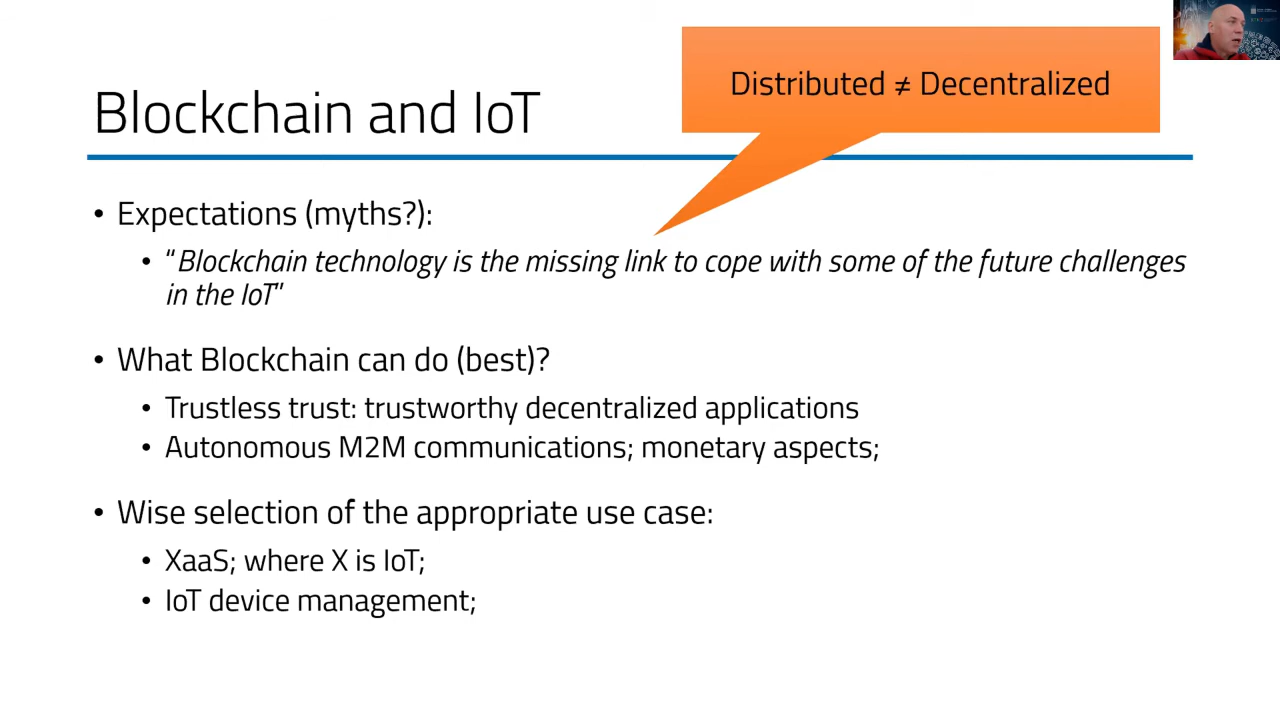 Distributed ≠ Decentralized
Blockchain and IoT
• Expectations (myths?):
• "Blockchain technology is the missing link to cope with some of the future challenges
in the IoT"
• What Blockchain can do (best)?
• Trustless trust: trustworthy decentralized applications
• Autonomous M2M communications; monetary aspects;
• Wise selection of the appropriate use case:
• XaaS; where X is IoT;
• IoT device management;